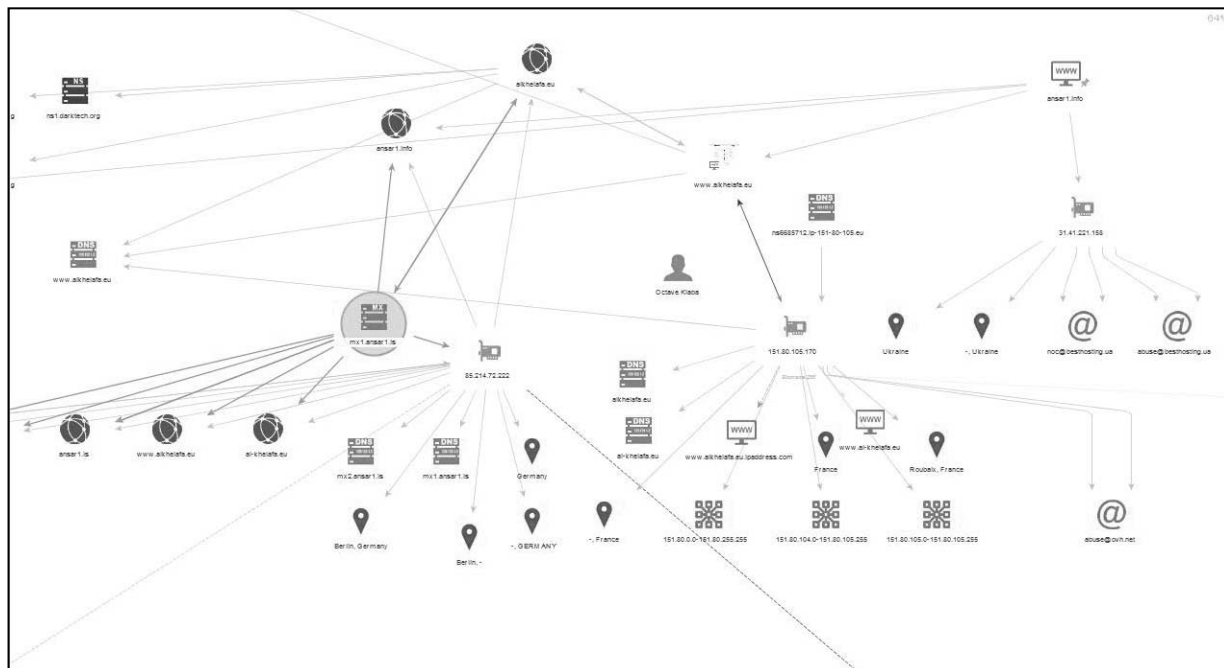 04%
alkhelafa.eu
ansar1.info
g
ns1.darktech.org
ansar1.info
g
www.alkhelafa.eu
31.41.221.158
ns6685712.ip-151-80-105.eu
www.alkhelafa.eu
Octave Klaba
mx1.ansar1.is
85.214.72.222
151.80.105.170
Ukraine
-, Ukraine
noc@besthosting.ua
abuse@besthosting.ua
alkhelafa.eu
ansar1.is
www.alkhelafa.eu
al-khelafa.eu
al-khelafa.eu
www.alkhelafa.eu.ipaddress.com
www.al-khelafa.eu
mx2.ansar1.is
mx1.ansar1.is
Germany
France
Roubaix, France
Berlin, Germany
Berlin, -
-, GERMANY
-, France
151.80.0.0-151.80.255.255
151.80.104.0-151.80.105.255
151.80.105.0-151.80.105.255
abuse@ovh.net